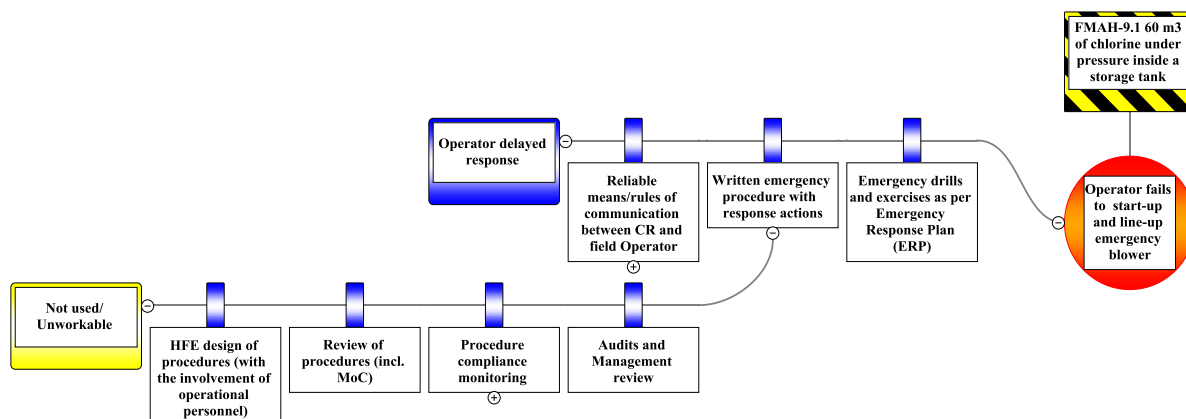 FMAH-9.1 60 m3
of chlorine under
pressure inside a
storage tank
Operator delayed
response
Reliable
means/rules of
communication
between CR and
field Operator
Written emergency
procedure with
response actions
Emergency drills
and exercises as per
Emergency
Response Plan
(ERP)
Operator fails
to start-up
and line-up
emergency
blower
Not used/
Unworkable
HFE design of
procedures (with
the involvement of
operational
personnel)
Review of
procedures (incl.
MoC)
Procedure
compliance
monitoring
Audits and
Management
review